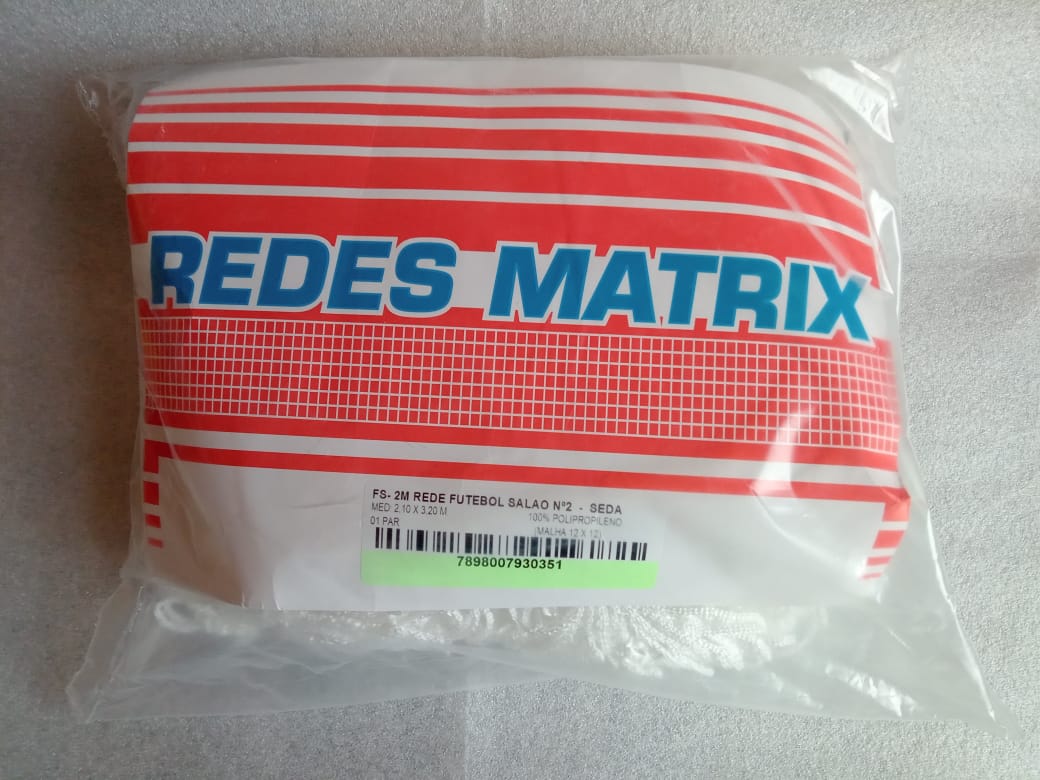 REDES MATRIX
FS- 2M REDE FUTEBOL SALAO Nº2 - SEDA
MED: 2,10 X 3,20 M 100% POLIPROPILENO
01 PAR (MALHA 12 X 12)
7898007930351